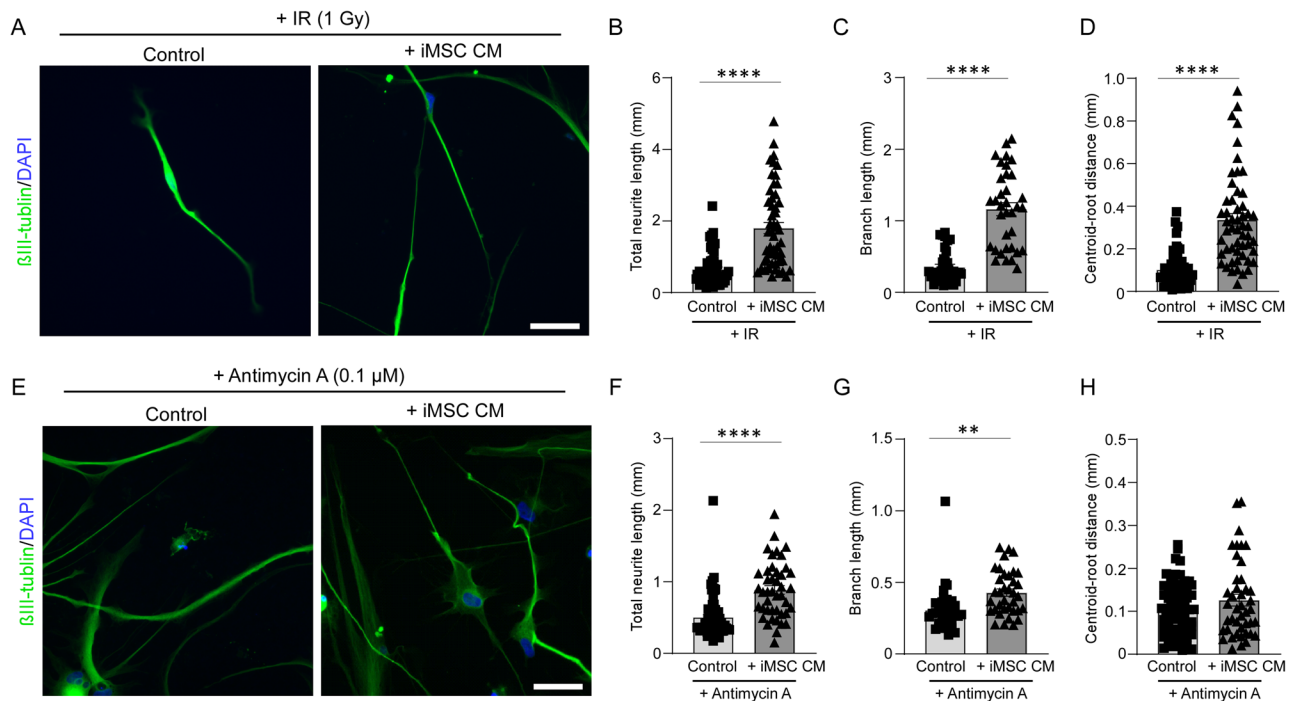 A
+ IR (1 Gy)
Control
+ iMSC CM
ßIII-tublin/DAPI
B
Total neurite length (mm)
6
4
2
0
****
Control + iMSC CM
+ IR
C
Branch length (mm)
3
2
1
0
****
Control + iMSC CM
+ IR
D
Centroid-root distance (mm)
1.0
0.8
0.6
0.4
0.2
0
****
Control + iMSC CM
+ IR
E
+ Antimycin A (0.1 µM)
Control
+ iMSC CM
ßIII-tublin/DAPI
F
Total neurite length (mm)
3
2
1
0
****
Control + iMSC CM
+ Antimycin A
G
Branch length (mm)
1.5
1.0
0.5
0
**
Control + iMSC CM
+ Antimycin A
H
Centroid-root distance (mm)
0.5
0.4
0.3
0.2
0.1
0
Control + iMSC CM
+ Antimycin A